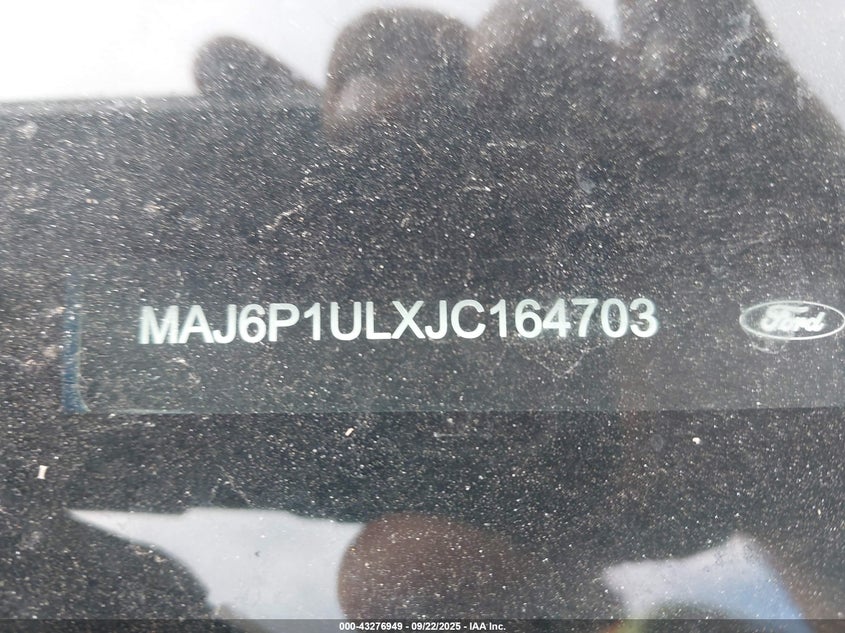 MAJ6P1ULXJC164703
Ford
000-43276949 - 09/22/2025 - IAA Inc.